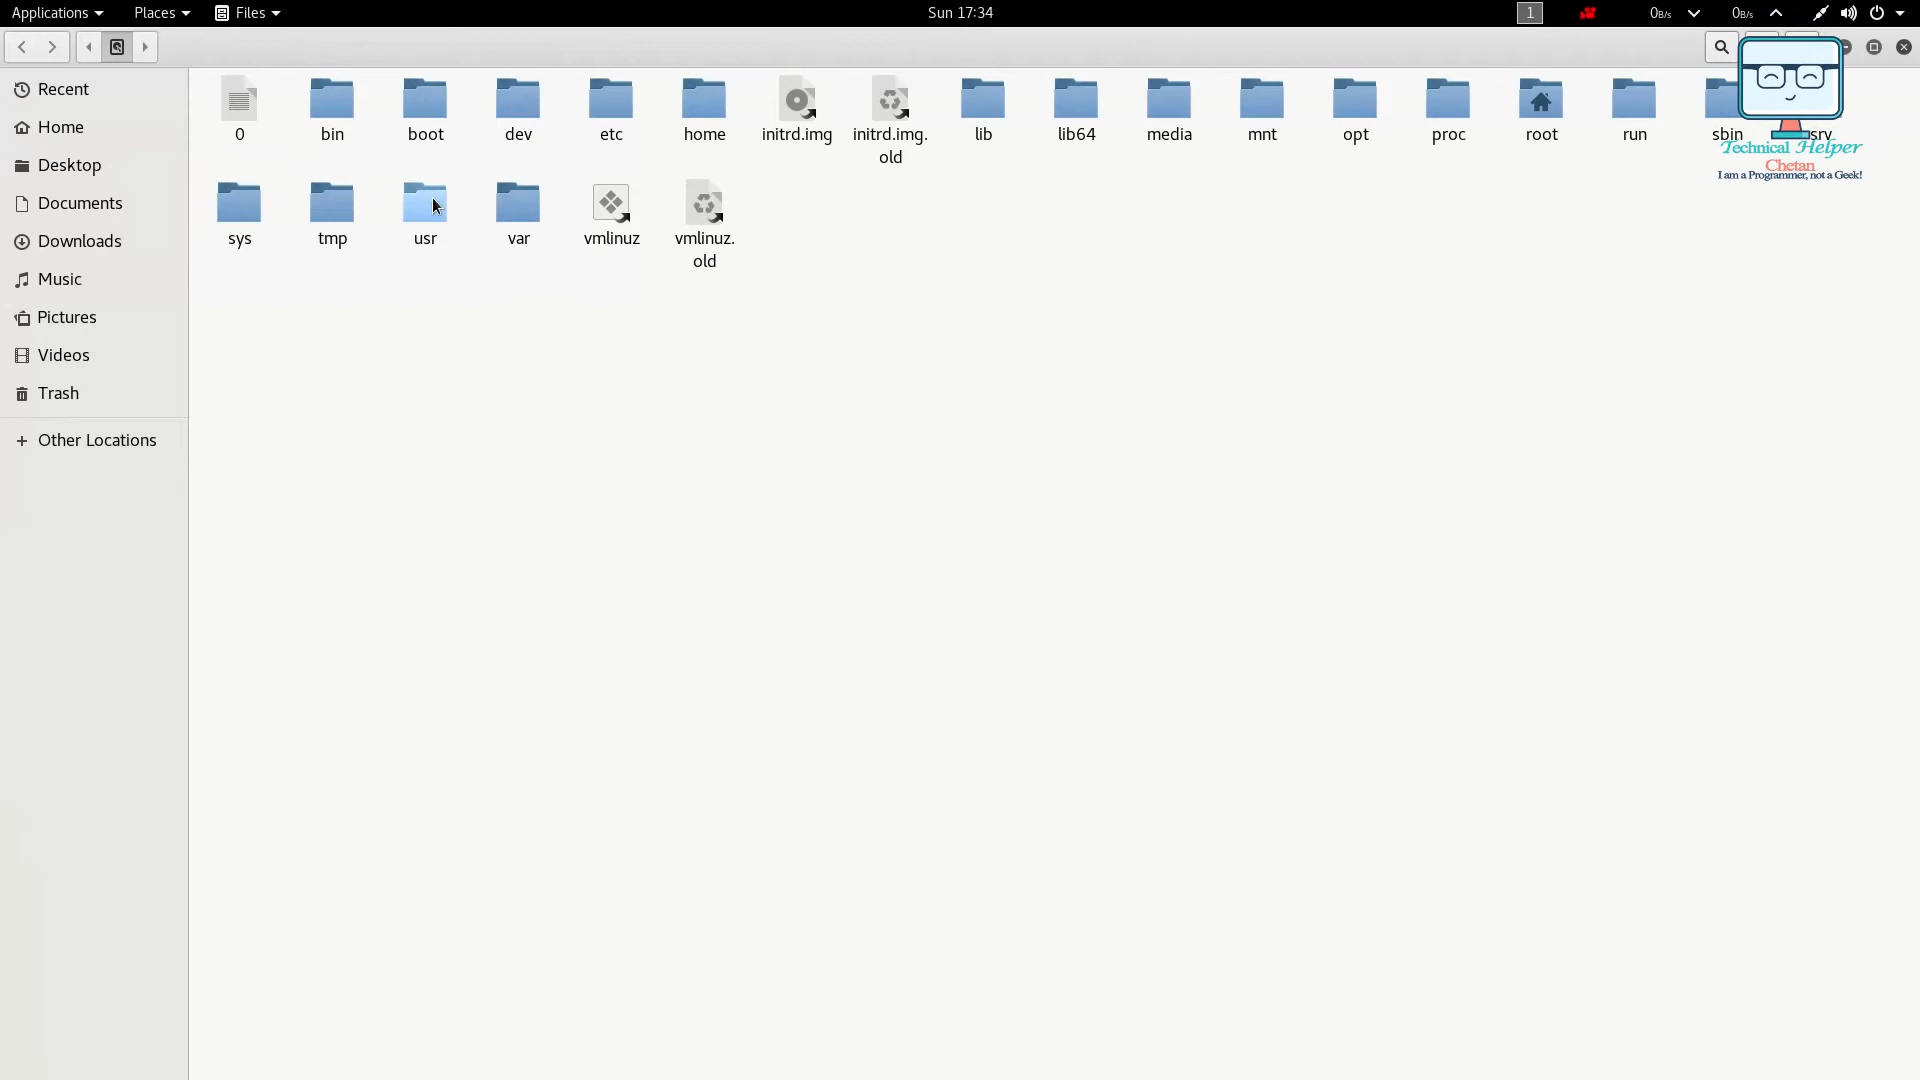 Applications Places Files Sun 17:34 1 0B/s 0B/s
Recent
Home
Desktop
Documents
Downloads
Music
Pictures
Videos
Trash
Other Locations
0 bin boot dev etc home initrd.img initrd.img. lib lib64 media mnt opt proc root run sbin srv
old
sys tmp usr var vmlinuz vmlinuz.
old
Technical Helper
Chetan
I am a Programmer, not a Geek!